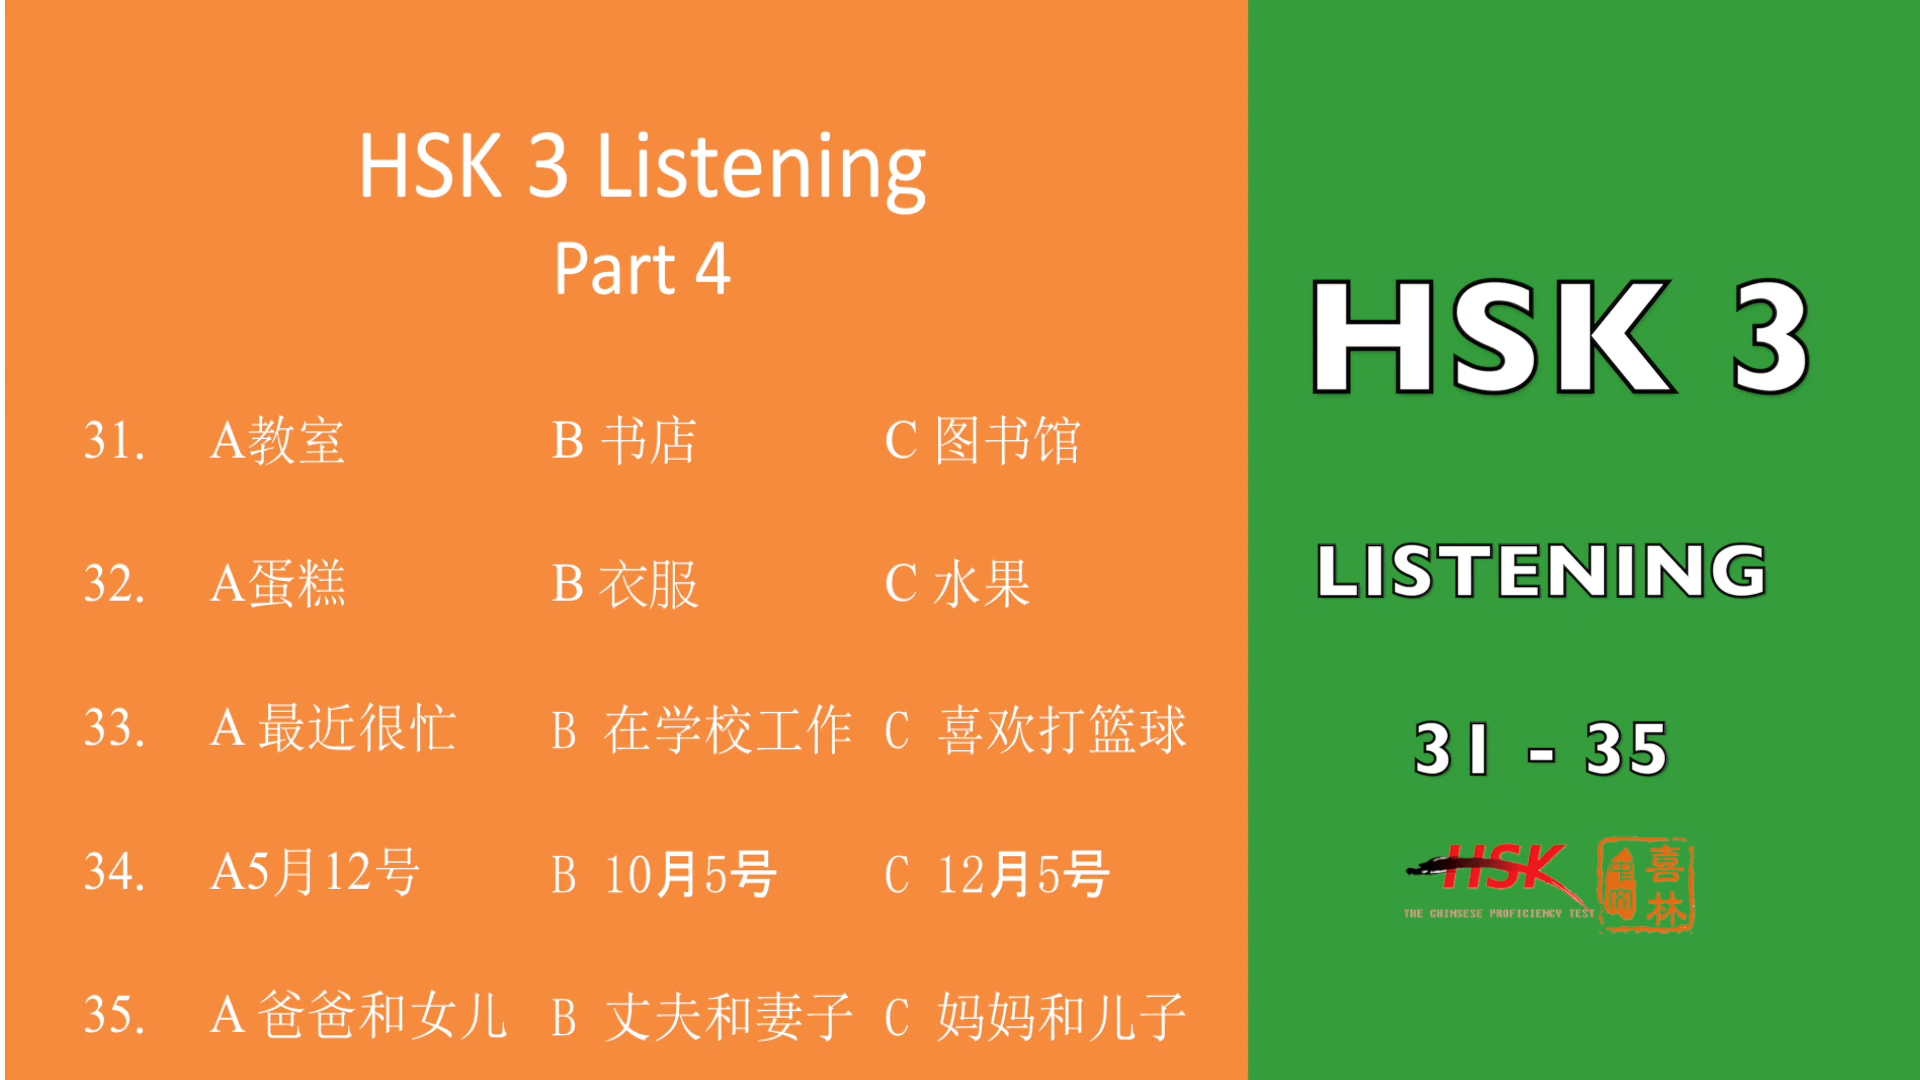 HSK 3 Listening
Part 4
31. A教室 B 书店 C 图书馆
32. A蛋糕 B 衣服 C 水果
33. A 最近很忙 B 在学校工作 C 喜欢打篮球
34. A5月12号 B 10月5号 C 12月5号
35. A 爸爸和女儿 B 丈夫和妻子 C 妈妈和儿子
HSK 3
LISTENING
31 - 35
HSK
THE CHINSESE PROFICIENCY TEST
喜林